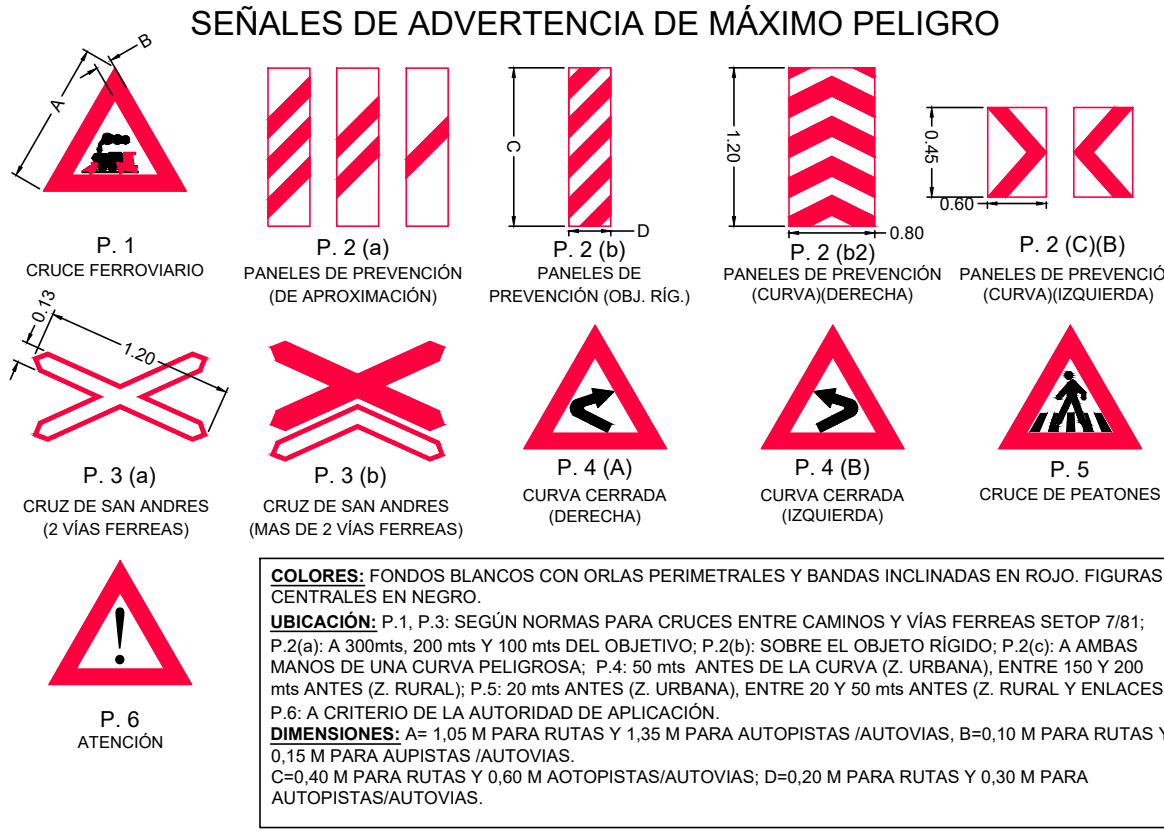 SEÑALES DE ADVERTENCIA DE MÁXIMO PELIGRO
A
B
P. 1
CRUCE FERROVIARIO
P. 2 (a)
PANELES DE PREVENCIÓN
(DE APROXIMACIÓN)
C
D
P. 2 (b)
PANELES DE
PREVENCIÓN (OBJ. RÍG.)
1.20
0.80
P. 2 (b2)
PANELES DE PREVENCIÓN
(CURVA)(DERECHA)
0.45
0.60
P. 2 (C)(B)
PANELES DE PREVENCIÓ
(CURVA)(IZQUIERDA)
0.13
1.20
P. 3 (a)
CRUZ DE SAN ANDRES
(2 VÍAS FERREAS)
P. 3 (b)
CRUZ DE SAN ANDRES
(MAS DE 2 VÍAS FERREAS)
P. 4 (A)
CURVA CERRADA
(DERECHA)
P. 4 (B)
CURVA CERRADA
(IZQUIERDA)
P. 5
CRUCE DE PEATONES
!
P. 6
ATENCIÓN
COLORES: FONDOS BLANCOS CON ORLAS PERIMETRALES Y BANDAS INCLINADAS EN ROJO. FIGURAS
CENTRALES EN NEGRO.
UBICACIÓN: P.1, P.3: SEGÚN NORMAS PARA CRUCES ENTRE CAMINOS Y VÍAS FERREAS SETOP 7/81;
P.2(a): A 300mts, 200 mts Y 100 mts DEL OBJETIVO; P.2(b): SOBRE EL OBJETO RÍGIDO; P.2(c): A AMBAS
MANOS DE UNA CURVA PELIGROSA; P.4: 50 mts ANTES DE LA CURVA (Z. URBANA), ENTRE 150 Y 200
mts ANTES (Z. RURAL); P.5: 20 mts ANTES (Z. URBANA), ENTRE 20 Y 50 mts ANTES (Z. RURAL Y ENLACES
P.6: A CRITERIO DE LA AUTORIDAD DE APLICACIÓN.
DIMENSIONES: A= 1,05 M PARA RUTAS Y 1,35 M PARA AUTOPISTAS /AUTOVIAS, B=0,10 M PARA RUTAS Y
0,15 M PARA AUPISTAS /AUTOVIAS.
C=0,40 M PARA RUTAS Y 0,60 M AOTOPISTAS/AUTOVIAS; D=0,20 M PARA RUTAS Y 0,30 M PARA
AUTOPISTAS/AUTOVIAS.